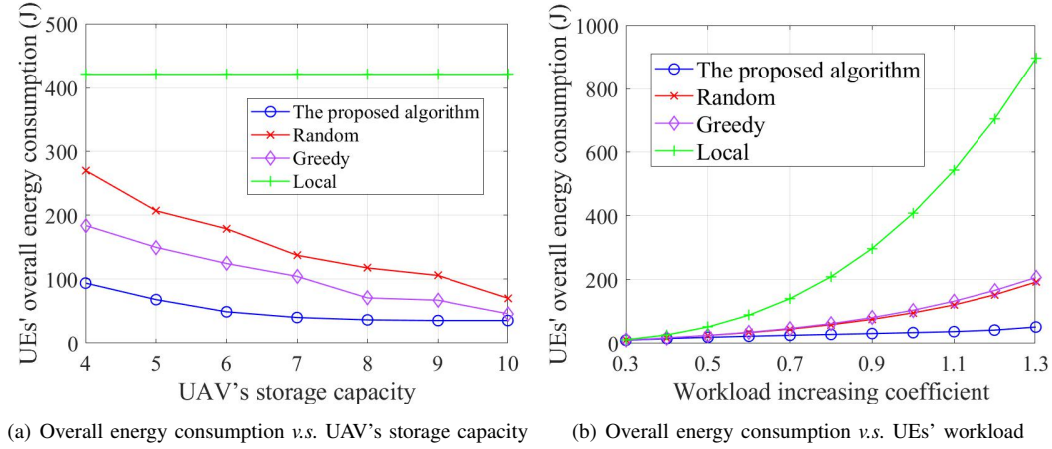 UEs' overall energy consumption (J)
500
400
300
200
100
0
The proposed algorithm
Random
Greedy
Local
4 5 6 7 8 9 10
UAV's storage capacity
(a) Overall energy consumption v.s. UAV's storage capacity
UEs' overall energy consumption (J)
1000
800
600
400
200
0
The proposed algorithm
Random
Greedy
Local
0.3 0.5 0.7 0.9 1.1 1.3
Workload increasing coefficient
(b) Overall energy consumption v.s. UEs' workload